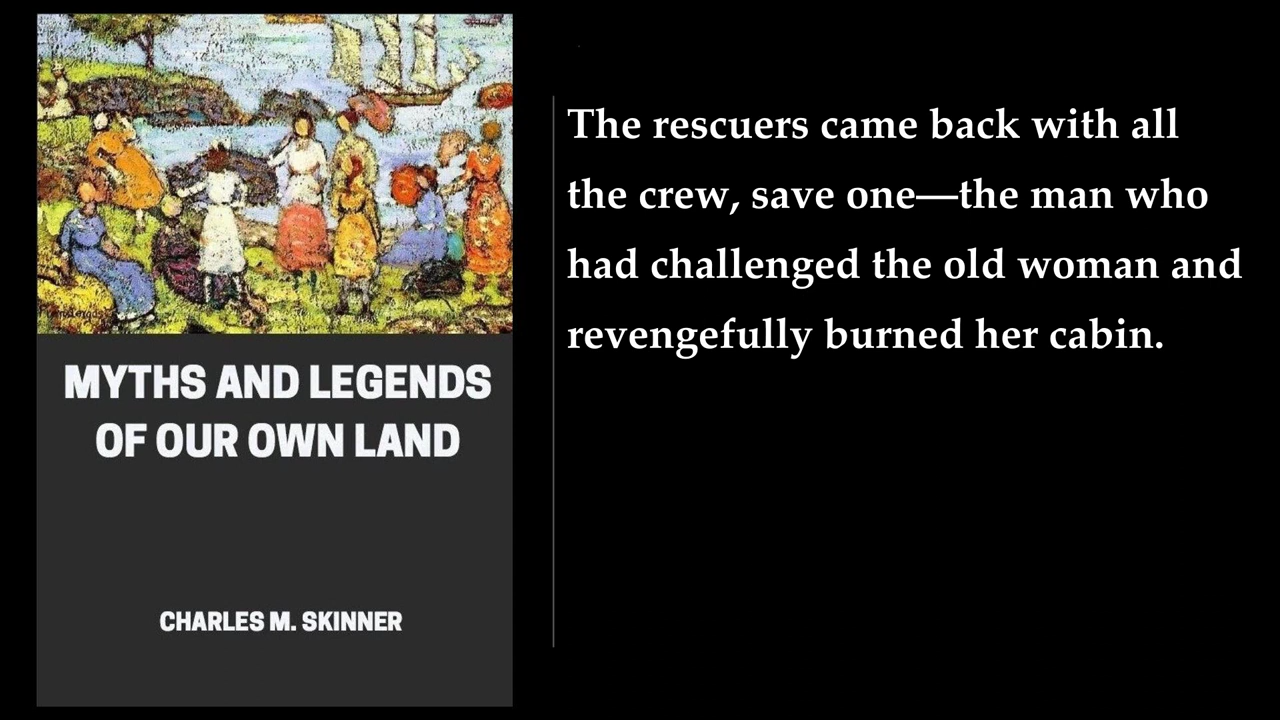 MYTHS AND LEGENDS
OF OUR OWN LAND
CHARLES M. SKINNER
The rescuers came back with all
the crew, save one—the man who
had challenged the old woman and
revengefully burned her cabin.